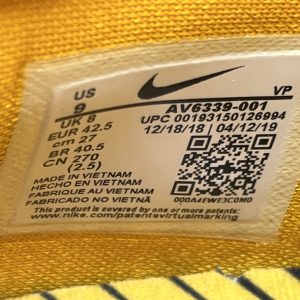 US
9
UK 8
EUR 42.5
cm 27
BR 40.5
CN 270
(2.5)
VP
AV6339-001
UPC 00193150126994
12/18/18 | 04/12/19
MADE IN VIETNAM
HECHO EN VIETNAM
FABRIQUE AU VIETNAM
FABRICADO NO VIETNÃ
000A4EWE3C0M0
This shoe is covered by one or more patents:
www.nike.com/patentsvirtualmarking